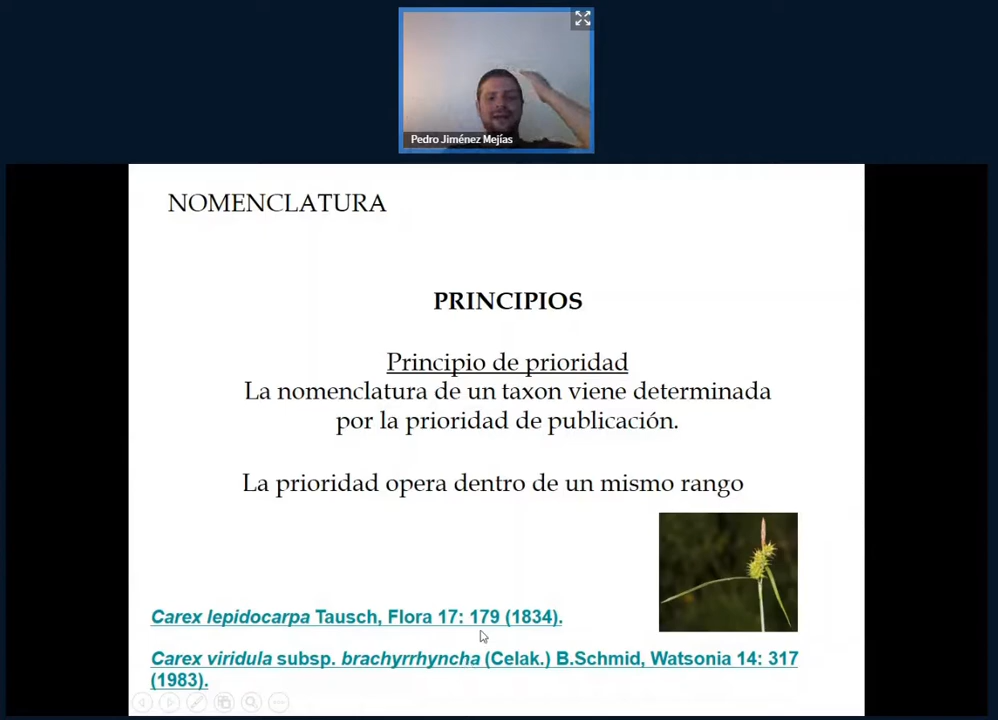 Pedro Jiménez Mejías
NOMENCLATURA
PRINCIPIOS
Principio de prioridad
La nomenclatura de un taxon viene determinada
por la prioridad de publicación.
La prioridad opera dentro de un mismo rango
Carex lepidocarpa Tausch, Flora 17: 179 (1834).
Carex viridula subsp. brachyrrhyncha (Celak.) B.Schmid, Watsonia 14: 317
(1983).